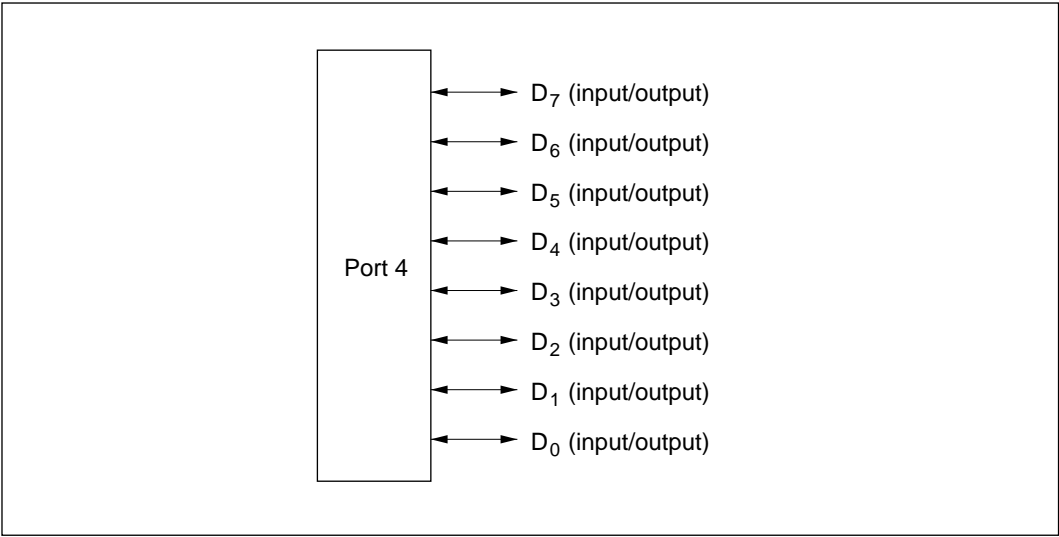 D7 (input/output)
D6 (input/output)
D5 (input/output)
D4 (input/output)
Port 4
D3 (input/output)
D2 (input/output)
D1 (input/output)
D0 (input/output)